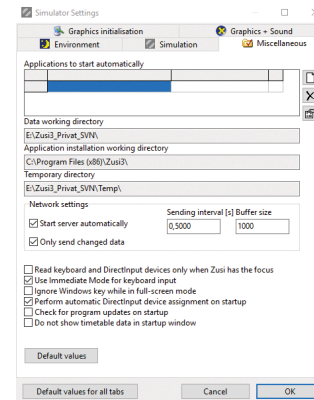 Simulator Settings
Graphics initialisation
Graphics + Sound
Environment
Simulation
Miscellaneous
Applications to start automatically
Data working directory
E:\Zusi3_Privat_SVN\
Application installation working directory
C:\Program Files (x86)\Zusi3\
Temporary directory
E:\Zusi3_Privat_SVN\Temp\
Network settings
Sending interval [s] Buffer size
Start server automatically
0,5000
1000
Only send changed data
Read keyboard and DirectInput devices only when Zusi has the focus
Use Immediate Mode for keyboard input
Ignore Windows key while in full-screen mode
Perform automatic DirectInput device assignment on startup
Check for program updates on startup
Do not show timetable data in startup window
Default values
Default values for all tabs
Cancel
OK